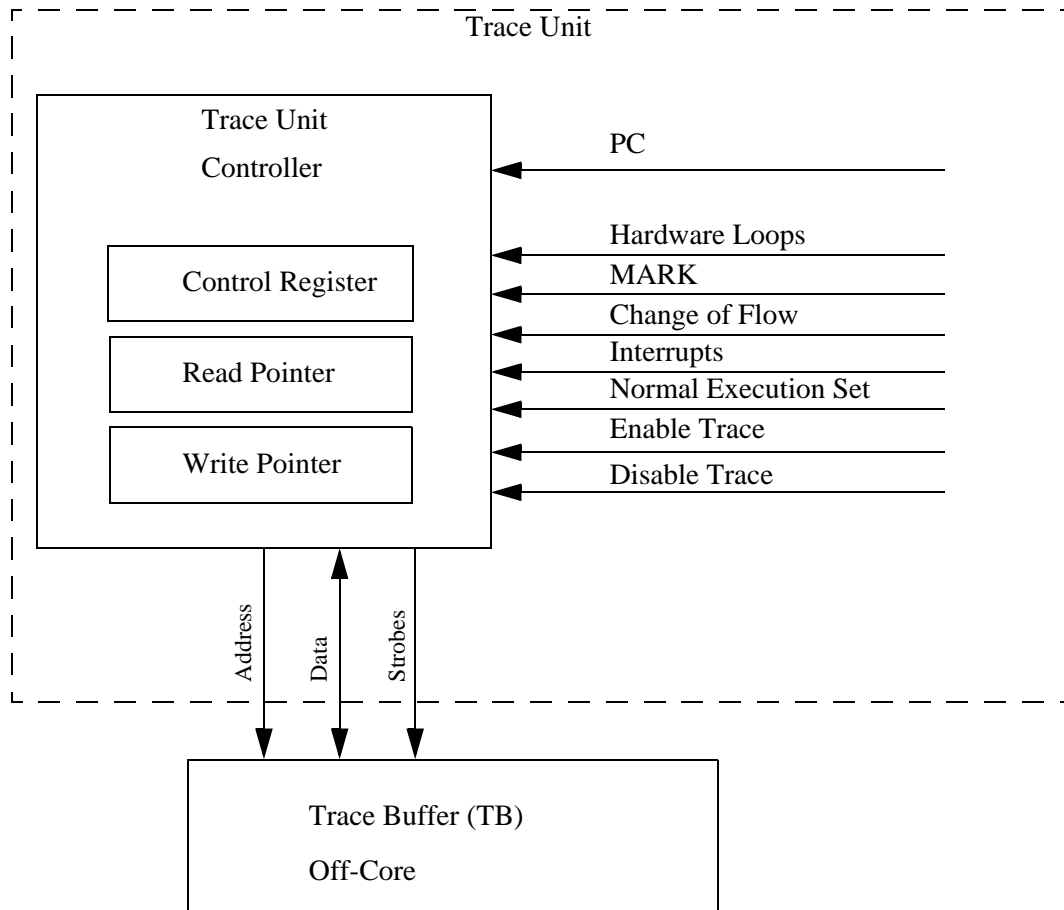 Trace Unit
Trace Unit
Controller
Control Register
Read Pointer
Write Pointer
PC
Hardware Loops
MARK
Change of Flow
Interrupts
Normal Execution Set
Enable Trace
Disable Trace
Address
Data
Strobes
Trace Buffer (TB)
Off-Core